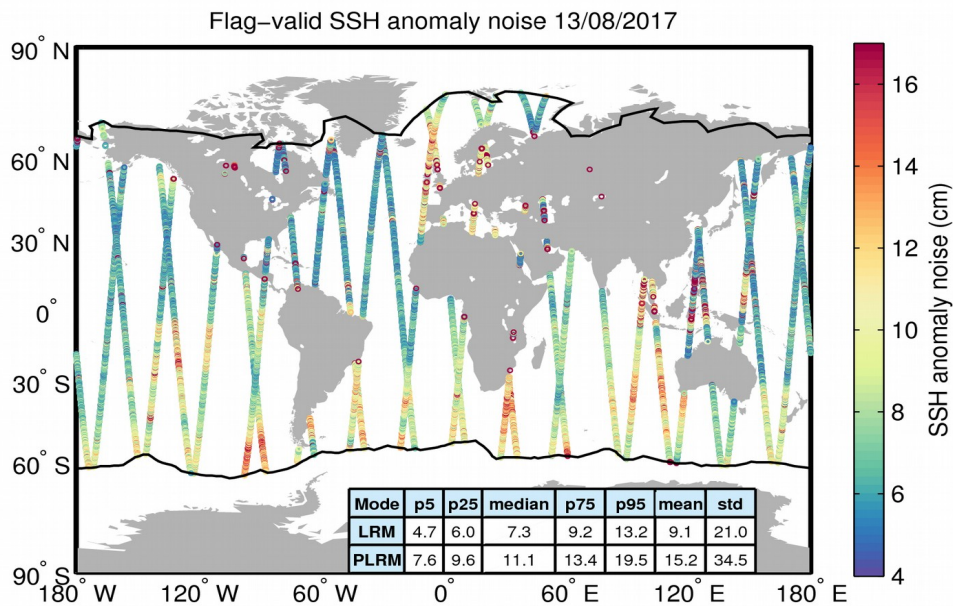 Flag−valid SSH anomaly noise 13/08/2017
90° N
60° N
30° N
0°
30° S
60° S
90° S
180° W
120° W
60° W
0°
60° E
120° E
180° E
Mode p5 p25 median p75 p95 mean std
LRM 4.7 6.0 7.3 9.2 13.2 9.1 21.0
PLRM 7.6 9.6 11.1 13.4 19.5 15.2 34.5
16
14
12
10
8
6
4
SSH anomaly noise (cm)